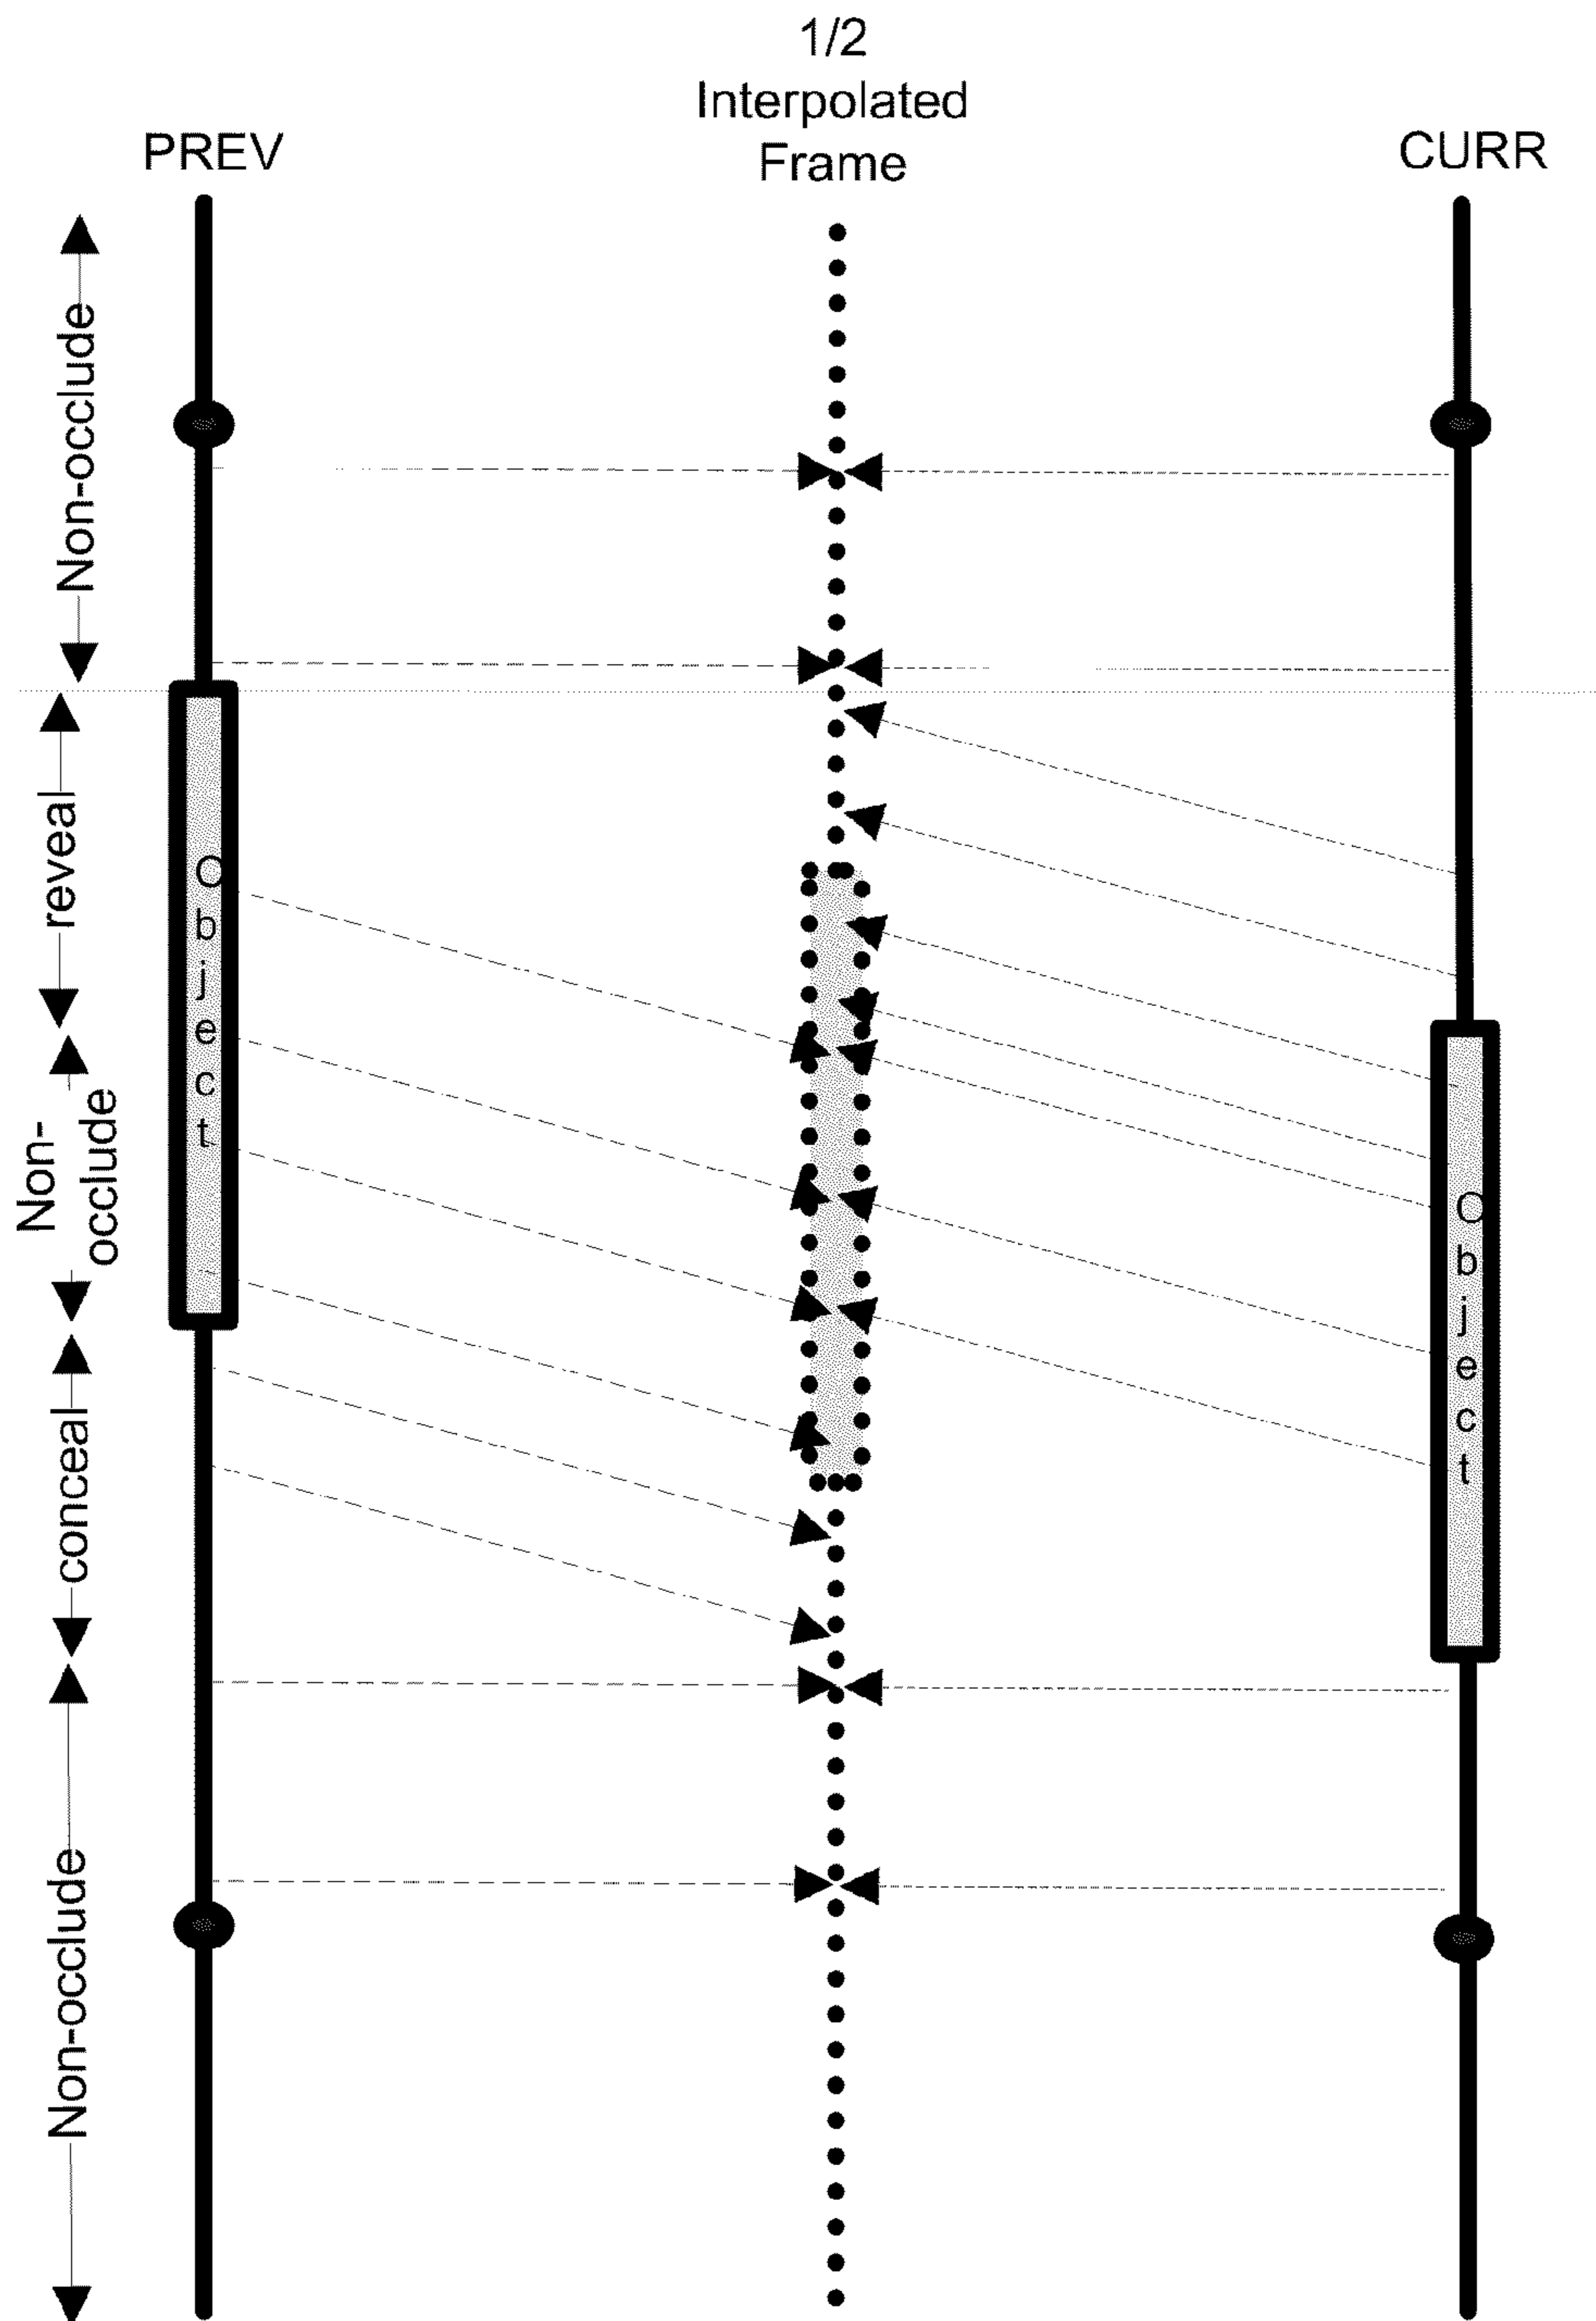 1/2
Interpolated
Frame
PREV
CURR
Non-occlude
reveal
Non-
occlude
conceal
Non-occlude
Object
Object